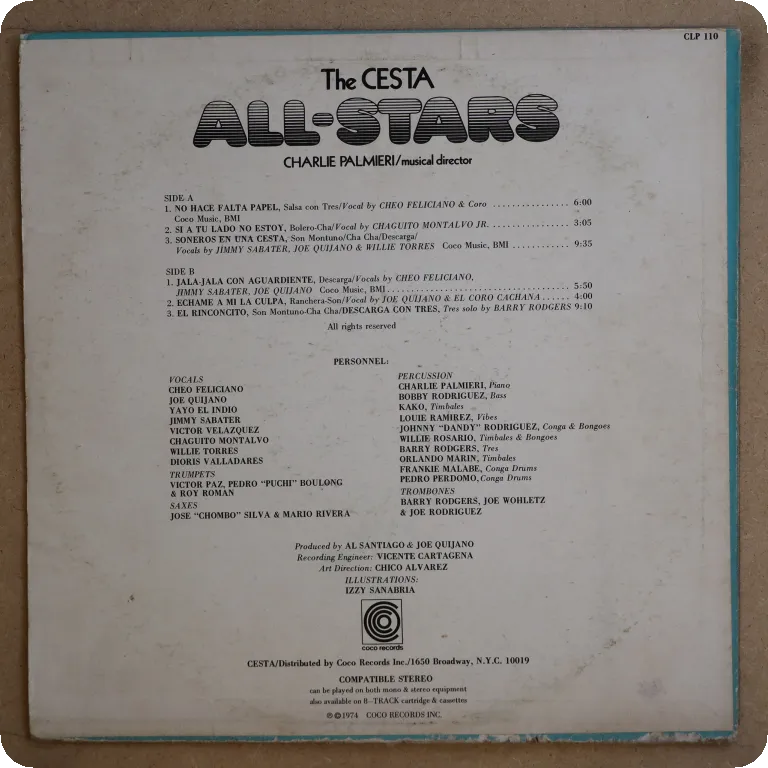 CLP 110
The CESTA
ALL-STARS
CHARLIE PALMIERI/musical director
SIDE A
1. NO HACE FALTA PAPEL, Salsa con Tres/Vocal by CHEO FELICIANO & Coro ................ 6:00
Coco Music, BMI
2. SI A TU LADO NO ESTOY, Bolero-Cha/Vocal by CHAGUITO MONTALVO JR. ................ 3:05
3. SONEROS EN UNA CESTA, Son Montuno/Cha Cha/Descarga/
Vocals by JIMMY SABATER, JOE QUIJANO & WILLIE TORRES Coco Music, BMI ............ 9:35
SIDE B
1. JALA-JALA CON AGUARDIENTE, Descarga/Vocals by CHEO FELICIANO,
JIMMY SABATER, JOE QUIJANO Coco Music, BMI...................................... 5:50
2. ECHAME A MI LA CULPA, Ranchera-Son/Vocal by JOE QUIJANO & EL CORO CACHANA ...... 4:00
3. EL RINCONCITO, Son Montuno-Cha Cha/DESCARGA CON TRES, Tres solo by BARRY RODGERS 9:10
All rights reserved
PERSONNEL:
VOCALS
CHEO FELICIANO
JOE QUIJANO
YAYO EL INDIO
JIMMY SABATER
VICTOR VELAZQUEZ
CHAGUITO MONTALVO
WILLIE TORRES
DIORIS VALLADARES
TRUMPETS
VICTOR PAZ, PEDRO "PUCHI" BOULONG
& ROY ROMAN
SAXES
JOSE "CHOMBO" SILVA & MARIO RIVERA
PERCUSSION
CHARLIE PALMIERI, Piano
BOBBY RODRIGUEZ, Bass
KAKO, Timbales
LOUIE RAMIREZ, Vibes
JOHNNY "DANDY" RODRIGUEZ, Conga & Bongoes
WILLIE ROSARIO, Timbales & Bongoes
BARRY RODGERS, Tres
ORLANDO MARIN, Timbales
FRANKIE MALABE, Conga Drums
PEDRO PERDOMO, Conga Drums
TROMBONES
BARRY RODGERS, JOE WOHLETZ
& JOE RODRIGUEZ
Produced by AL SANTIAGO & JOE QUIJANO
Recording Engineer: VICENTE CARTAGENA
Art Direction: CHICO ALVAREZ
ILLUSTRATIONS:
IZZY SANABRIA
coco records
CESTA/Distributed by Coco Records Inc./1650 Broadway, N.Y.C. 10019
COMPATIBLE STEREO
can be played on both mono & stereo equipment
also available on 8-TRACK cartridge & cassettes
℗ © 1974 COCO RECORDS INC.